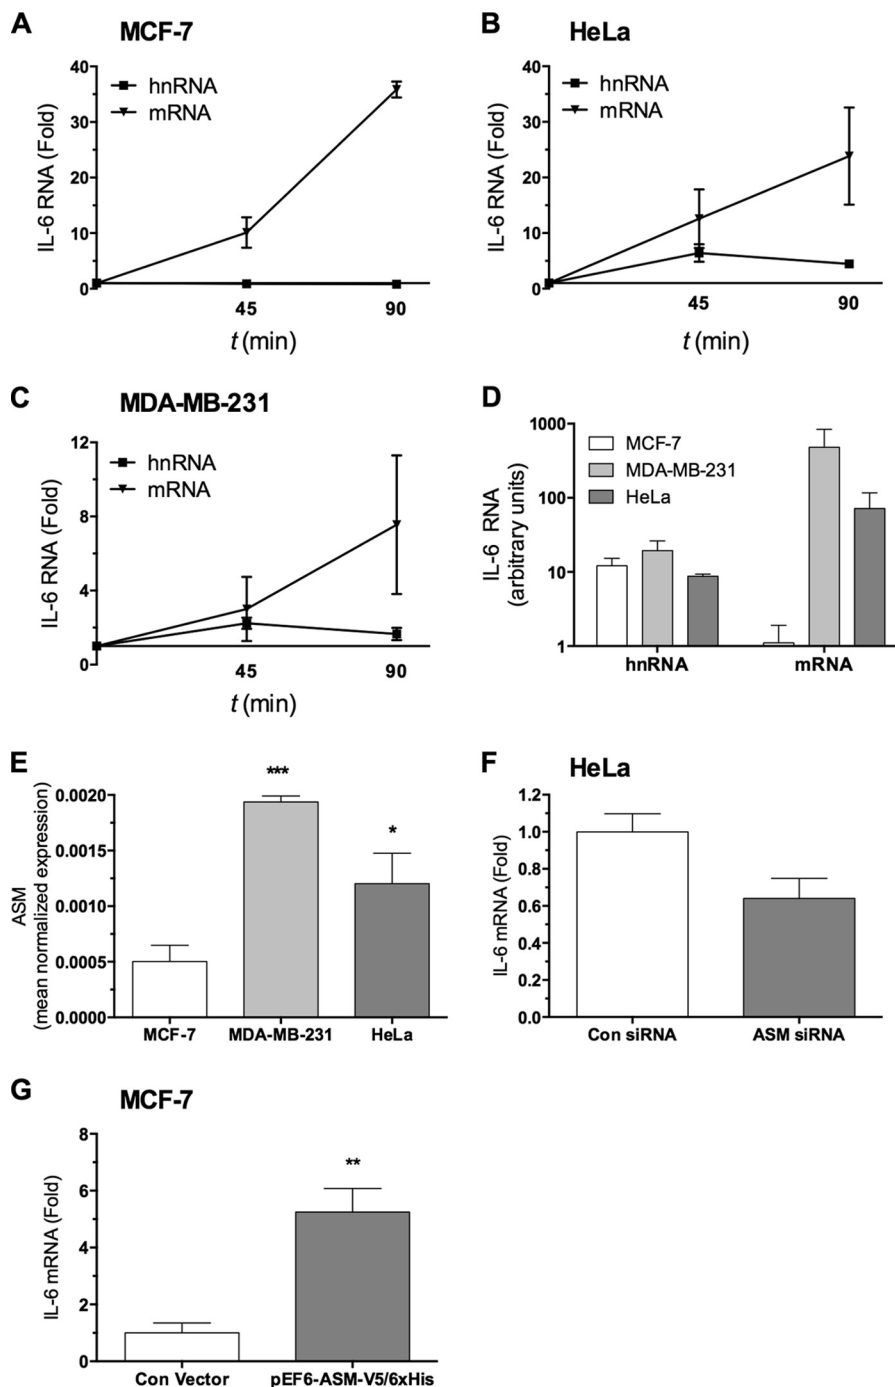 A MCF-7
hnRNA
mRNA
IL-6 RNA (Fold)
40
30
20
10
0
45 90
t (min)
B HeLa
hnRNA
mRNA
IL-6 RNA (Fold)
40
30
20
10
0
45 90
t (min)
C MDA-MB-231
hnRNA
mRNA
IL-6 RNA (Fold)
12
8
4
2
0
45 90
t (min)
D
MCF-7
MDA-MB-231
HeLa
IL-6 RNA
(arbitrary units)
1000
100
10
1
hnRNA mRNA
E
ASM
(mean normalized expression)
0.0020
0.0015
0.0010
0.0005
0.0000
***
*
MCF-7 MDA-MB-231 HeLa
F HeLa
IL-6 mRNA (Fold)
1.2
1.0
0.8
0.6
0.4
0.2
0.0
Con siRNA ASM siRNA
G MCF-7
IL-6 mRNA (Fold)
8
6
4
2
0
**
Con Vector pEF6-ASM-V5/6xHis